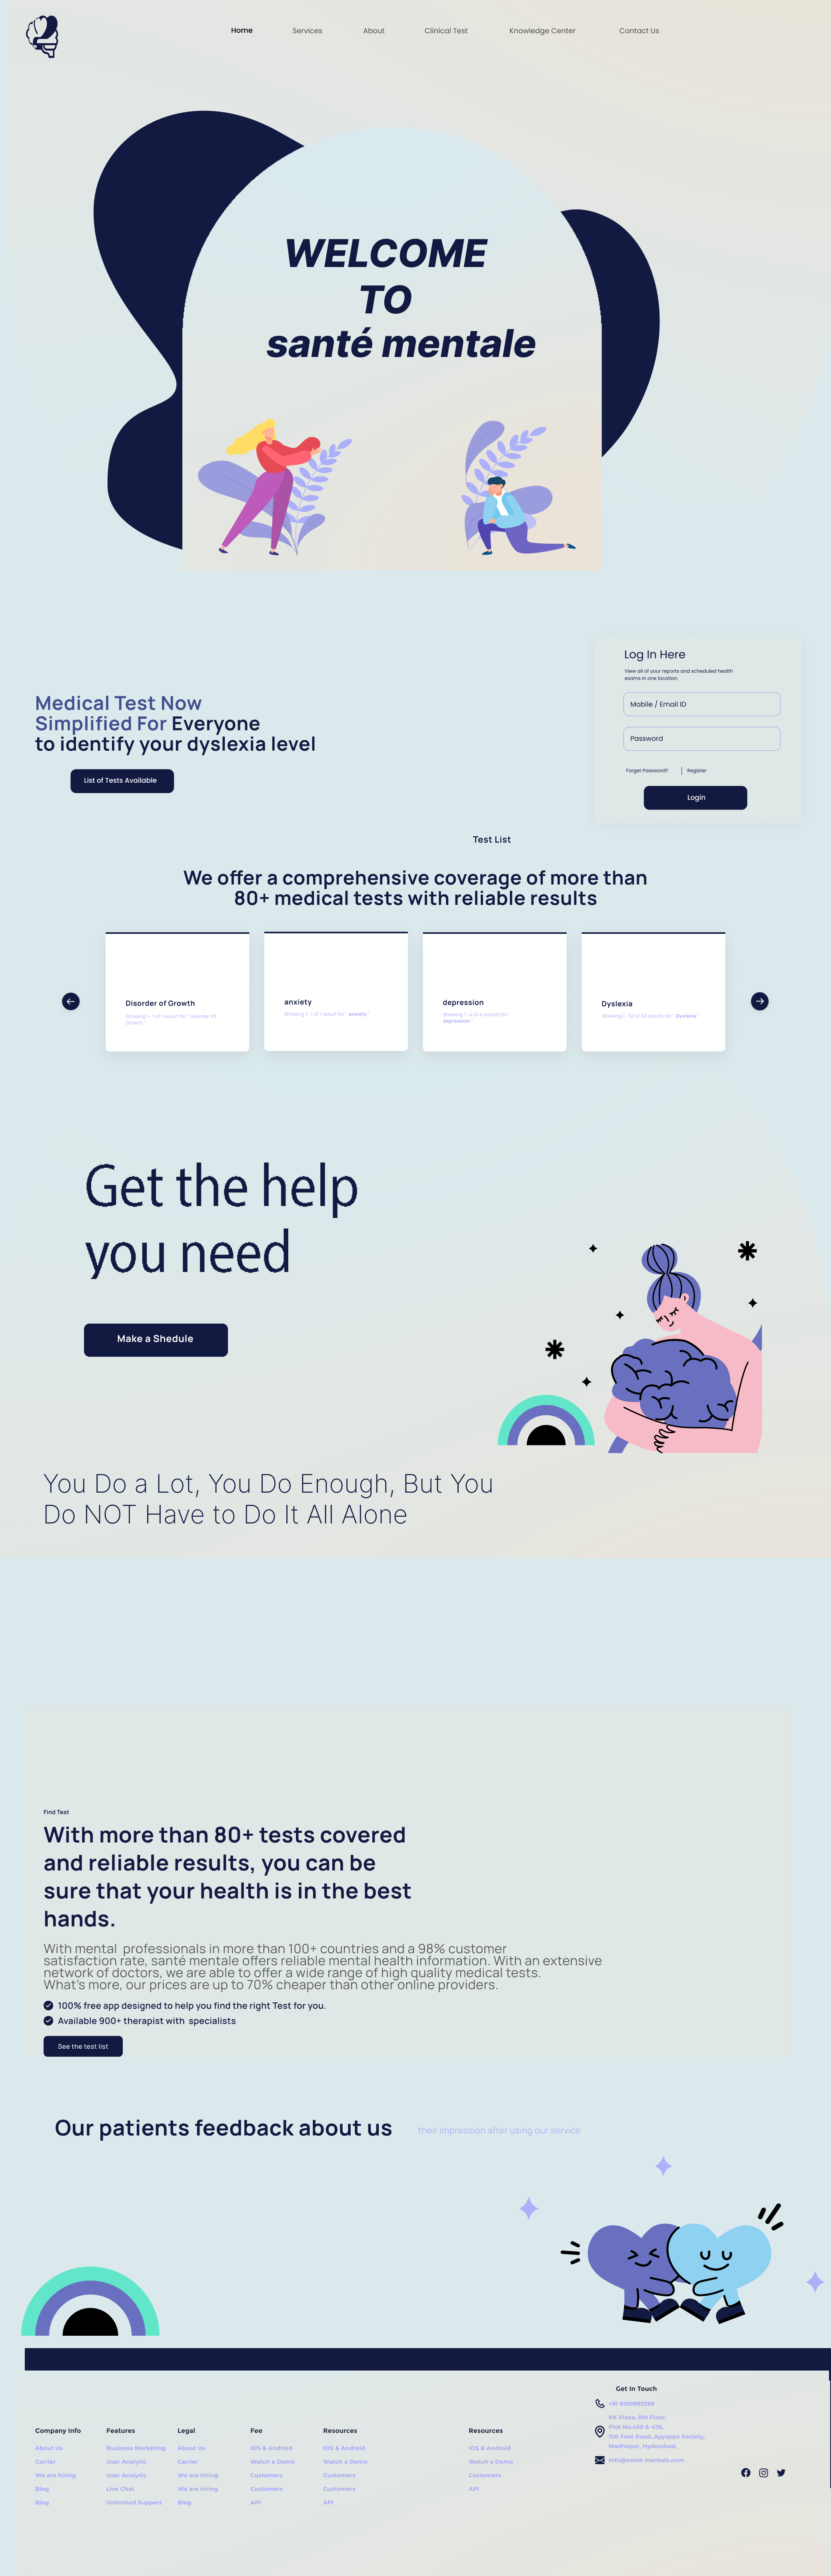 Home Services About Clinical Test Knowledge Center Contact Us
WELCOME
TO
santé mentale
Medical Test Now
Simplified For Everyone
to identify your dyslexia level
List of Tests Available
Log In Here
View all of your reports and scheduled health
exams in one location.
Mobile / Email ID
Password
Forget Password? | Register
Login
Test List
We offer a comprehensive coverage of more than
80+ medical tests with reliable results
Disorder of Growth
Showing 1- 1 of 1 result for " Disorder Of
Growth "
anxiety
Showing 1- 1 of 1 result for " anxiety "
depression
Showing 1- 4 of 4 results for "
depression "
Dyslexia
Showing 1- 32 of 32 results for " Dyslexia "
Get the help
you need
Make a Shedule
You Do a Lot, You Do Enough, But You
Do NOT Have to Do It All Alone
Find Test
With more than 80+ tests covered
and reliable results, you can be
sure that your health is in the best
hands.
With mental professionals in more than 100+ countries and a 98% customer
satisfaction rate, santé mentale offers reliable mental health information. With an extensive
network of doctors, we are able to offer a wide range of high quality medical tests.
What's more, our prices are up to 70% cheaper than other online providers.
100% free app designed to help you find the right Test for you.
Available 900+ therapist with specialists
See the test list
Our patients feedback about us
their impression after using our service
Company Info
About Us
Carrier
We are hiring
Blog
Blog
Features
Business Marketing
User Analytic
User Analytic
Live Chat
Unlimited Support
Legal
About Us
Carrier
We are hiring
We are hiring
Blog
Fee
IOS & Android
Watch a Demo
Customers
Customers
API
Resources
IOS & Android
Watch a Demo
Customers
Customers
API
Resources
IOS & Android
Watch a Demo
Customers
API
Get In Touch
+91 9100993399
KK Plaza, 5th Floor,
Plot No.450 & 476,
100 Feet Road, Ayyappa Society,
Madhapur, Hyderabad,
info@santé mentale.com